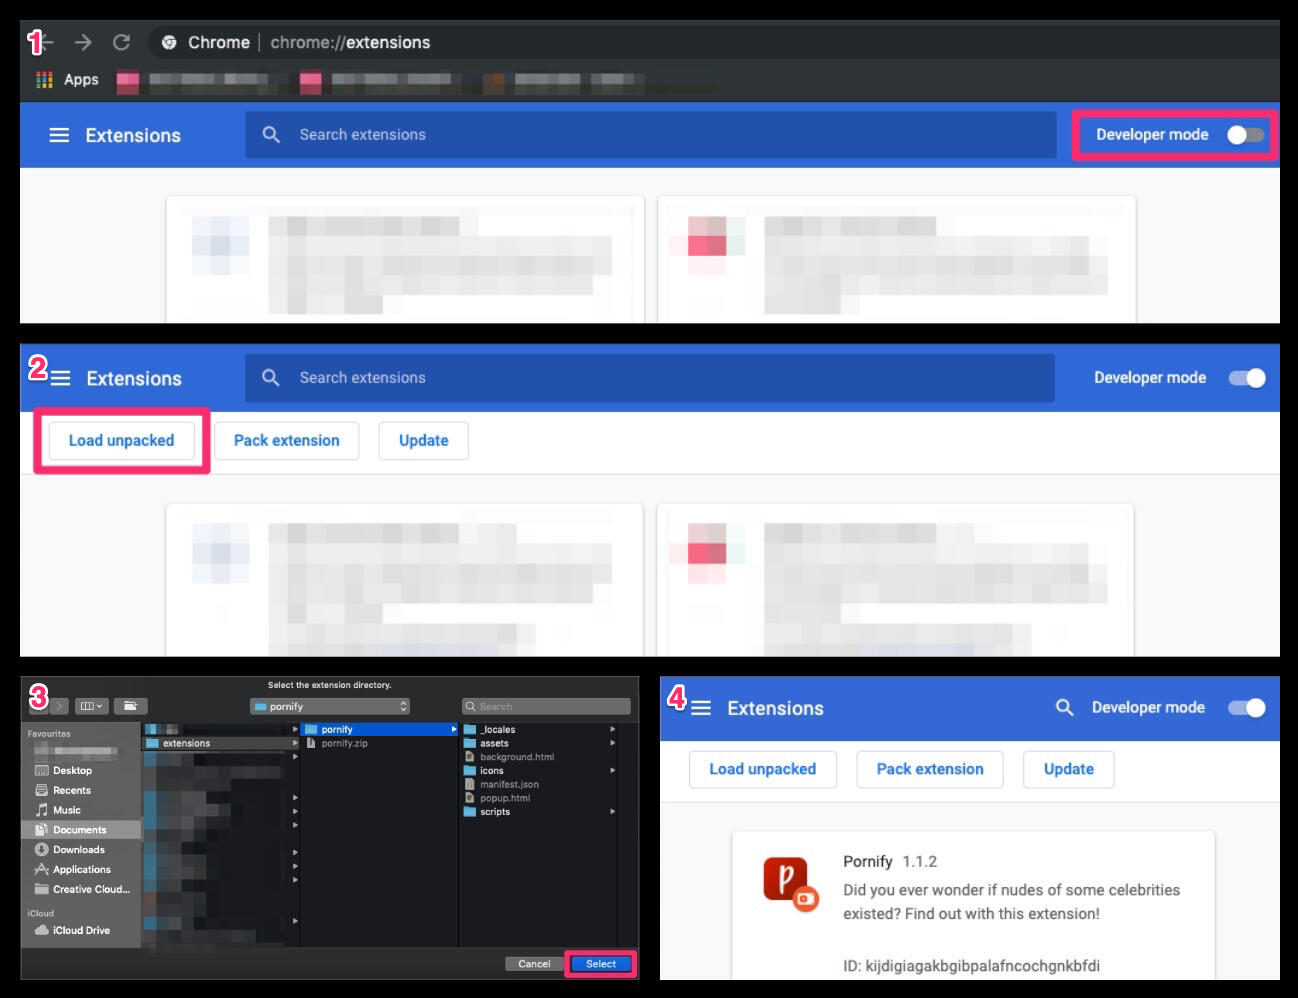 1
Chrome | chrome://extensions
Apps
Extensions
Search extensions
Developer mode
2
Extensions
Search extensions
Developer mode
Load unpacked
Pack extension
Update
3
Select the extension directory.
pornify
Search
Favourites
Desktop
Recents
Music
Documents
Downloads
Applications
Creative Cloud...
iCloud
iCloud Drive
extensions
pornify
pornify.zip
_locales
assets
background.html
icons
manifest.json
popup.html
scripts
Cancel
Select
4
Extensions
Developer mode
Load unpacked
Pack extension
Update
p
Pornify 1.1.2
Did you ever wonder if nudes of some celebrities
existed? Find out with this extension!
ID: kijdigiagakbgibpalafncochgnkbfdi